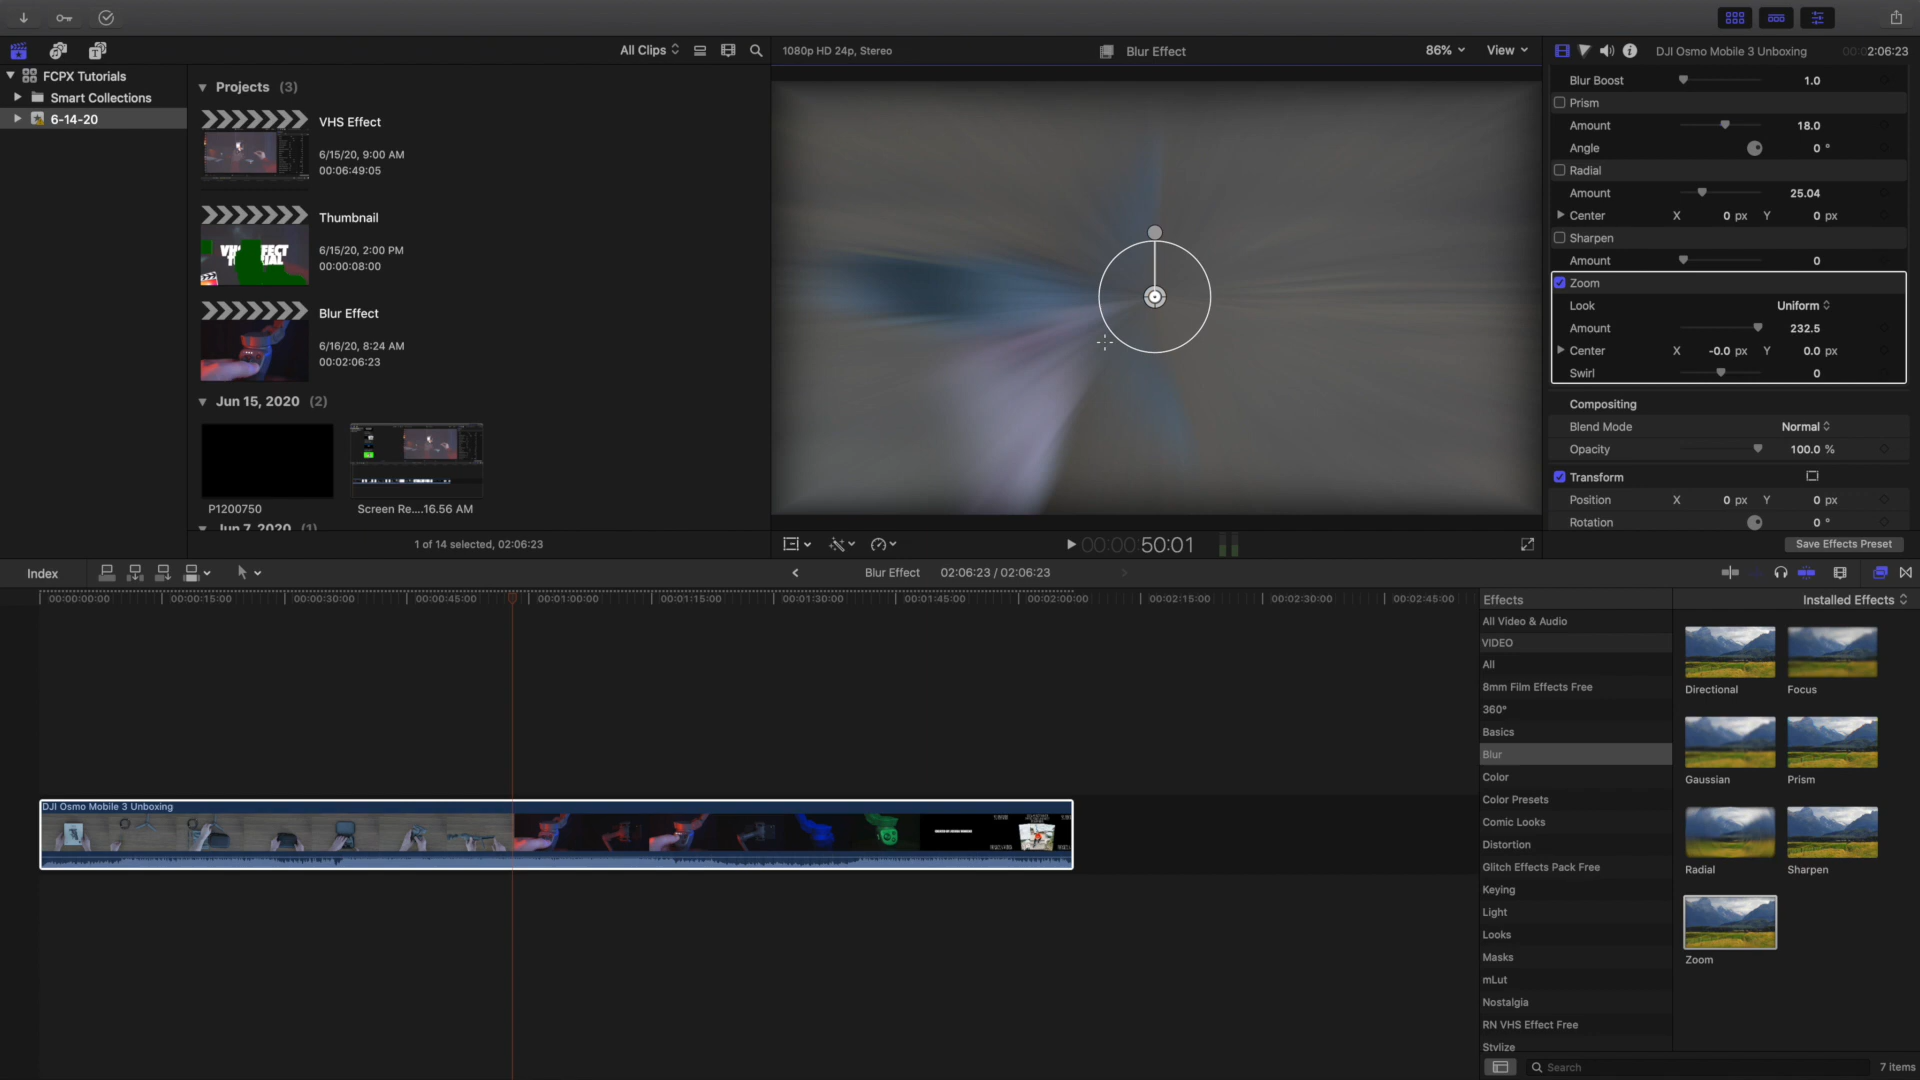 All Clips
1080p HD 24p, Stereo
Blur Effect
86%
View
DJI Osmo Mobile 3 Unboxing
00:02:06:23
FCPX Tutorials
Smart Collections
6-14-20
Projects (3)
VHS Effect
6/15/20, 9:00 AM
00:06:49:05
Thumbnail
6/15/20, 2:00 PM
00:00:08:00
Blur Effect
6/16/20, 8:24 AM
00:02:06:23
Jun 15, 2020 (2)
P1200750
Screen Re....16.56 AM
Jun 7, 2020 (1)
1 of 14 selected, 02:06:23
00:00:50:01
Blur Boost 1.0
Prism
Amount 18.0
Angle 0 °
Radial
Amount 25.04
Center X 0 px Y 0 px
Sharpen
Amount 0
Zoom
Look Uniform
Amount 232.5
Center X -0.0 px Y 0.0 px
Swirl 0
Compositing
Blend Mode Normal
Opacity 100.0 %
Transform
Position X 0 px Y 0 px
Rotation 0 °
Save Effects Preset
Index
Blur Effect 02:06:23 / 02:06:23
00:00:00:00 00:00:15:00 00:00:30:00 00:00:45:00 00:01:00:00 00:01:15:00 00:01:30:00 00:01:45:00 00:02:00:00 00:02:15:00 00:02:30:00 00:02:45:00
DJI Osmo Mobile 3 Unboxing
Effects
Installed Effects
All Video & Audio
VIDEO
All
8mm Film Effects Free
360°
Basics
Blur
Color
Color Presets
Comic Looks
Distortion
Glitch Effects Pack Free
Keying
Light
Looks
Masks
mLut
Nostalgia
RN VHS Effect Free
Stylize
Directional
Focus
Gaussian
Prism
Radial
Sharpen
Zoom
Search
7 items